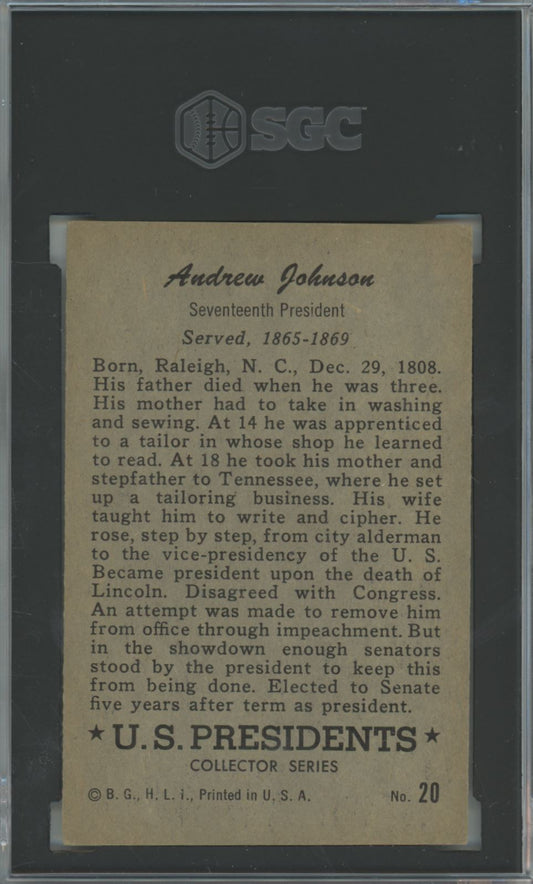 SGC
Andrew Johnson
Seventeenth President
Served, 1865-1869
Born, Raleigh, N. C., Dec. 29, 1808.
His father died when he was three.
His mother had to take in washing
and sewing. At 14 he was apprenticed
to a tailor in whose shop he learned
to read. At 18 he took his mother and
stepfather to Tennessee, where he set
up a tailoring business. His wife
taught him to write and cipher. He
rose, step by step, from city alderman
to the vice-presidency of the U. S.
Became president upon the death of
Lincoln. Disagreed with Congress.
An attempt was made to remove him
from office through impeachment. But
in the showdown enough senators
stood by the president to keep this
from being done. Elected to Senate
five years after term as president.
★ U.S. PRESIDENTS ★
COLLECTOR SERIES
© B. G., H. L. i., Printed in U. S. A. No. 20